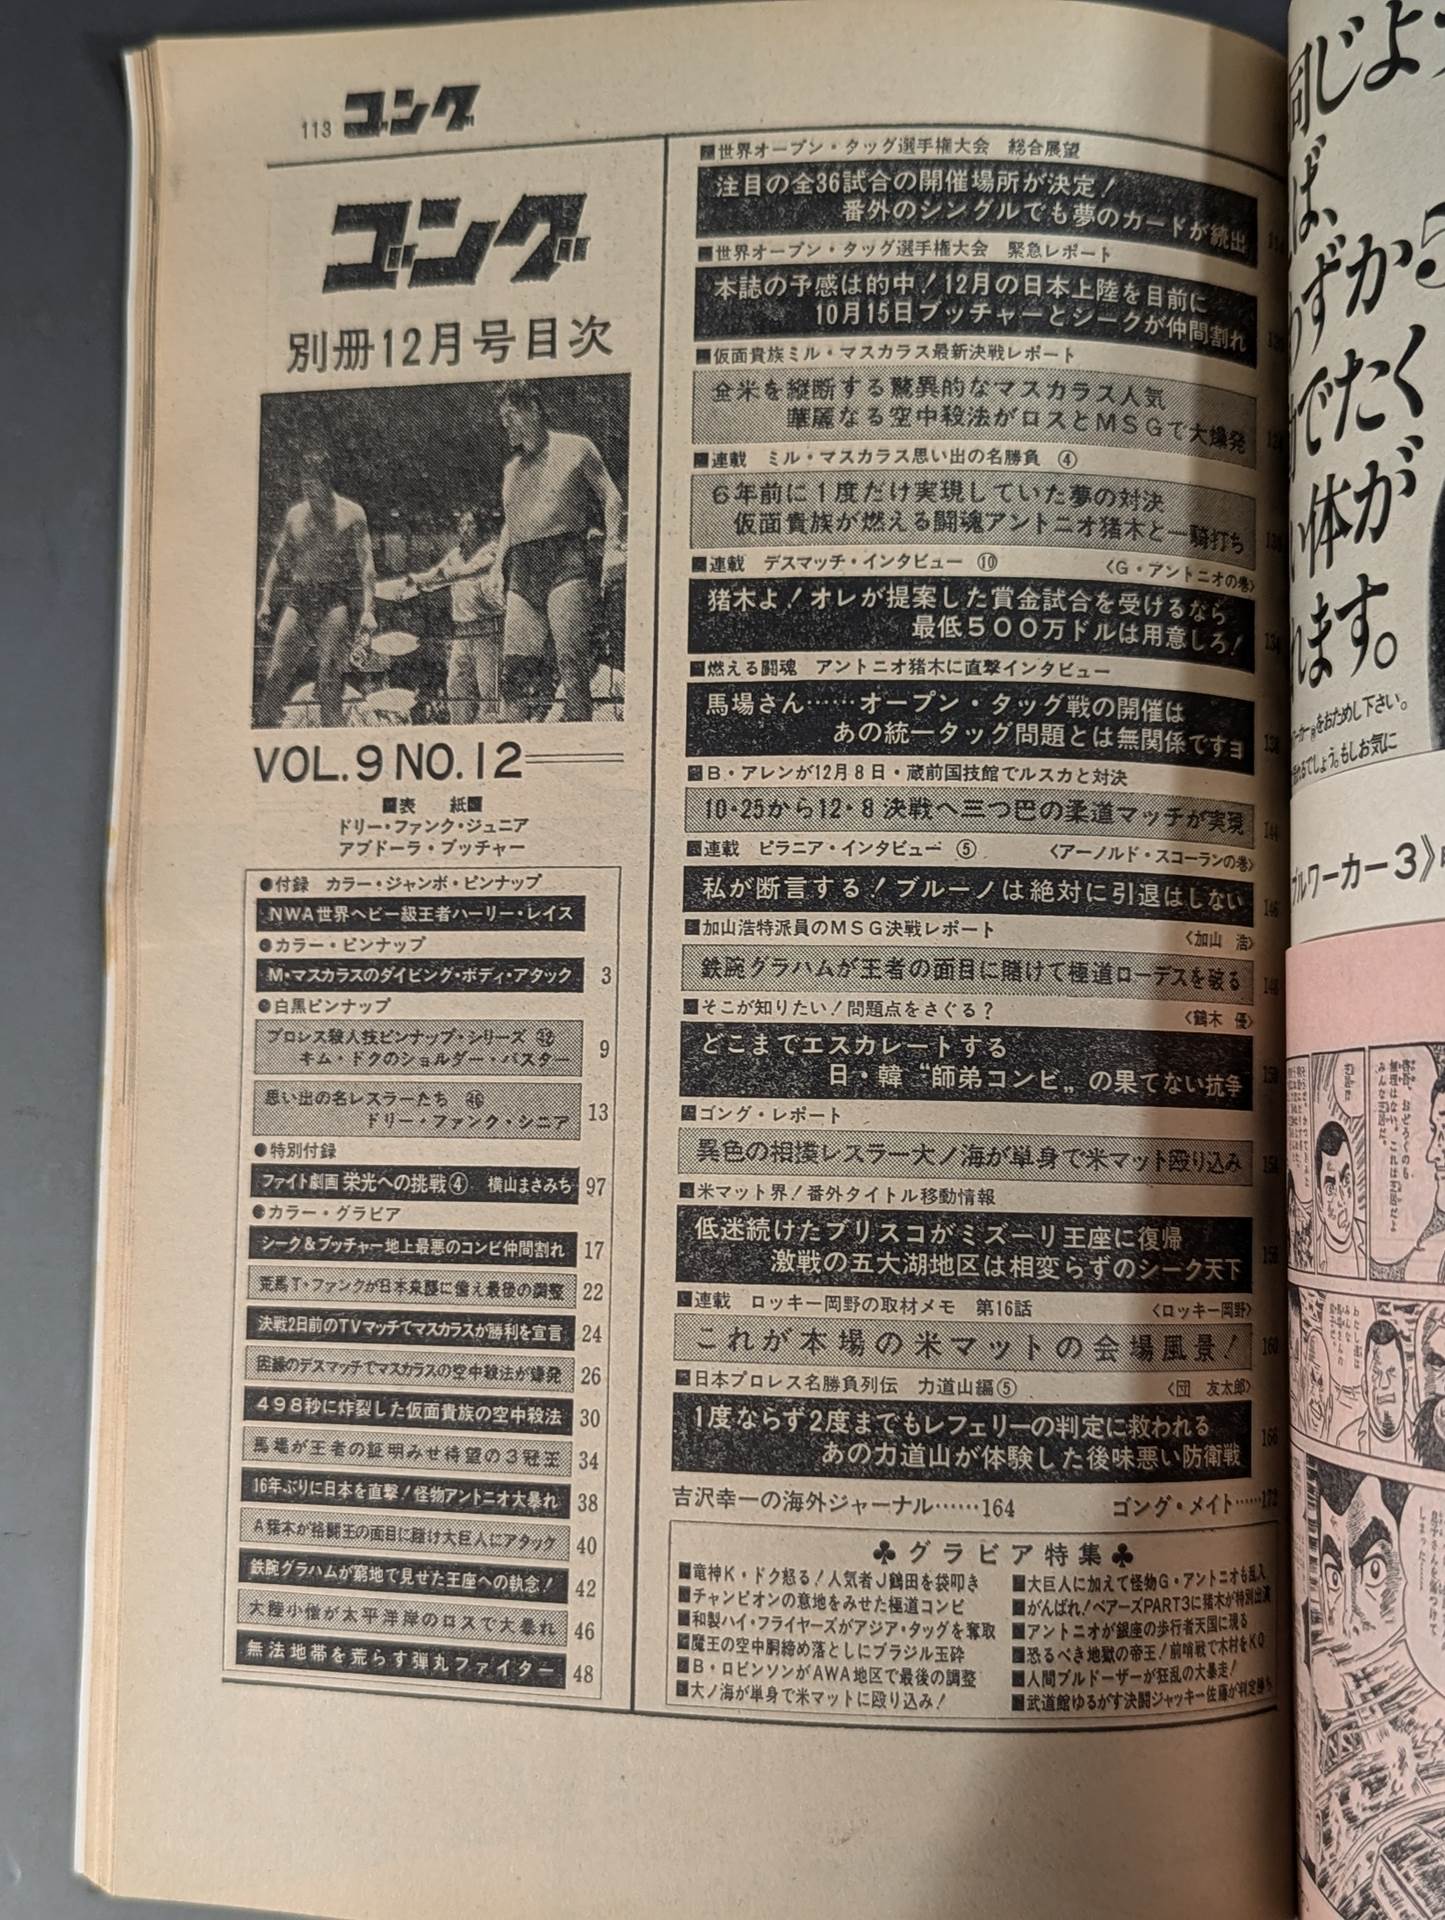 113 ゴング
ゴング
別冊12月号目次
VOL.9 NO.12
■表 紙■
ドリー・ファンク・ジュニア
アブドーラ・ブッチャー
●付録 カラー・ジャンボ・ピンナップ
NWA世界ヘビー級王者ハーリー・レイス
●カラー・ピンナップ
M・マスカラスのダイビング・ボディ・アタック 3
●白黒ピンナップ
プロレス殺人技ピンナップ・シリーズ
キム・ドクのショルダー・バスター 9
思い出の名レスラーたち
ドリー・ファンク・シニア 13
●特別付録
ファイト劇画 栄光への挑戦④ 横山まさみち 97
●カラー・グラビア
シーク&ブッチャー地上最悪のコンビ仲間割れ 17
荒馬T・ファンクが日本来襲に備え最後の調整 22
決戦2日前のTVマッチでマスカラスが勝利を宣言 24
因縁のデスマッチでマスカラスの空中殺法が爆発 26
498秒に炸裂した仮面貴族の空中殺法 30
馬場が王者の証明みせ待望の3冠王 34
16年ぶりに日本を直撃!怪物アントニオ大暴れ 38
A猪木が格闘王の面目に賭け大巨人にアタック 40
鉄腕グラハムが窮地で見せた王座への執念! 42
大陸小僧が太平洋岸のロスで大暴れ 46
無法地帯を荒らす弾丸ファイター 48
■世界オープン・タッグ選手権大会 総合展望
注目の全36試合の開催場所が決定!
番外のシングルでも夢のカードが続出
■世界オープン・タッグ選手権大会 緊急レポート
本誌の予感は的中!12月の日本上陸を目前に
10月15日ブッチャーとシークが仲間割れ
■仮面貴族ミル・マスカラス最新決戦レポート
全米を縦断する驚異的なマスカラス人気
華麗なる空中殺法がロスとMSGで大爆発
■連載 ミル・マスカラス思い出の名勝負 ④
6年前に1度だけ実現していた夢の対決
仮面貴族が燃える闘魂アントニオ猪木と一騎打ち
■連載 デスマッチ・インタビュー ⑩ 〈G・アントニオの巻〉
猪木よ!オレが提案した賞金試合を受けるなら
最低500万ドルは用意しろ! 134
■燃える闘魂 アントニオ猪木に直撃インタビュー
馬場さん……オープン・タッグ戦の開催は
あの統一タッグ問題とは無関係ですヨ 138
■B・アレンが12月8日・蔵前国技館でルスカと対決
10・25から12・8決戦へ三つ巴の柔道マッチが実現 144
■連載 ピラニア・インタビュー ⑤ 〈アーノルド・スコーランの巻〉
私が断言する!ブルーノは絶対に引退はしない 146
■加山浩特派員のMSG決戦レポート 〈加山 浩〉
鉄腕グラハムが王者の面目に賭けて極道ローデスを破る 148
■そこが知りたい!問題点をさぐる? 〈鶴木 優〉
どこまでエスカレートする
日・韓“師弟コンビ„の果てない抗争 150
■ゴング・レポート
異色の相撲レスラー大ノ海が単身で米マット殴り込み 154
■米マット界!番外タイトル移動情報
低迷続けたブリスコがミズーリ王座に復帰
激戦の五大湖地区は相変らずのシーク天下 156
■連載 ロッキー岡野の取材メモ 第16話 〈ロッキー岡野〉
これが本場の米マットの会場風景! 160
■日本プロレス名勝負列伝 力道山編⑤ 〈団 友太郎〉
1度ならず2度までもレフェリーの判定に救われる
あの力道山が体験した後味悪い防衛戦 166
吉沢幸一の海外ジャーナル……164 ゴング・メイト……172
♣グラビア特集♣
■竜神K・ドク怒る!人気者J鶴田を袋叩き
■チャンピオンの意地をみせた極道コンビ
■和製ハイ・フライヤーズがアジア・タッグを奪取
■魔王の空中胴締め落としにブラジル玉砕
■B・ロビンソンがAWA地区で最後の調整
■大ノ海が単身で米マットに殴り込み!
■大巨人に加えて怪物G・アントニオも乱入
■がんばれ!ベアーズPART3に猪木が特別出演
■アントニオが銀座の歩行者天国に現る
■恐るべき地獄の帝王!前哨戦で木村をKO
■人間ブルドーザーが狂乱の大暴走!
■武道館ゆるがす決闘ジャッキー佐藤が判定勝ち
同じよう
ば、
わずか5
でたく
い体が
れます。
をおためし下さい。
しょう。もしお気に
ブルワーカー3》